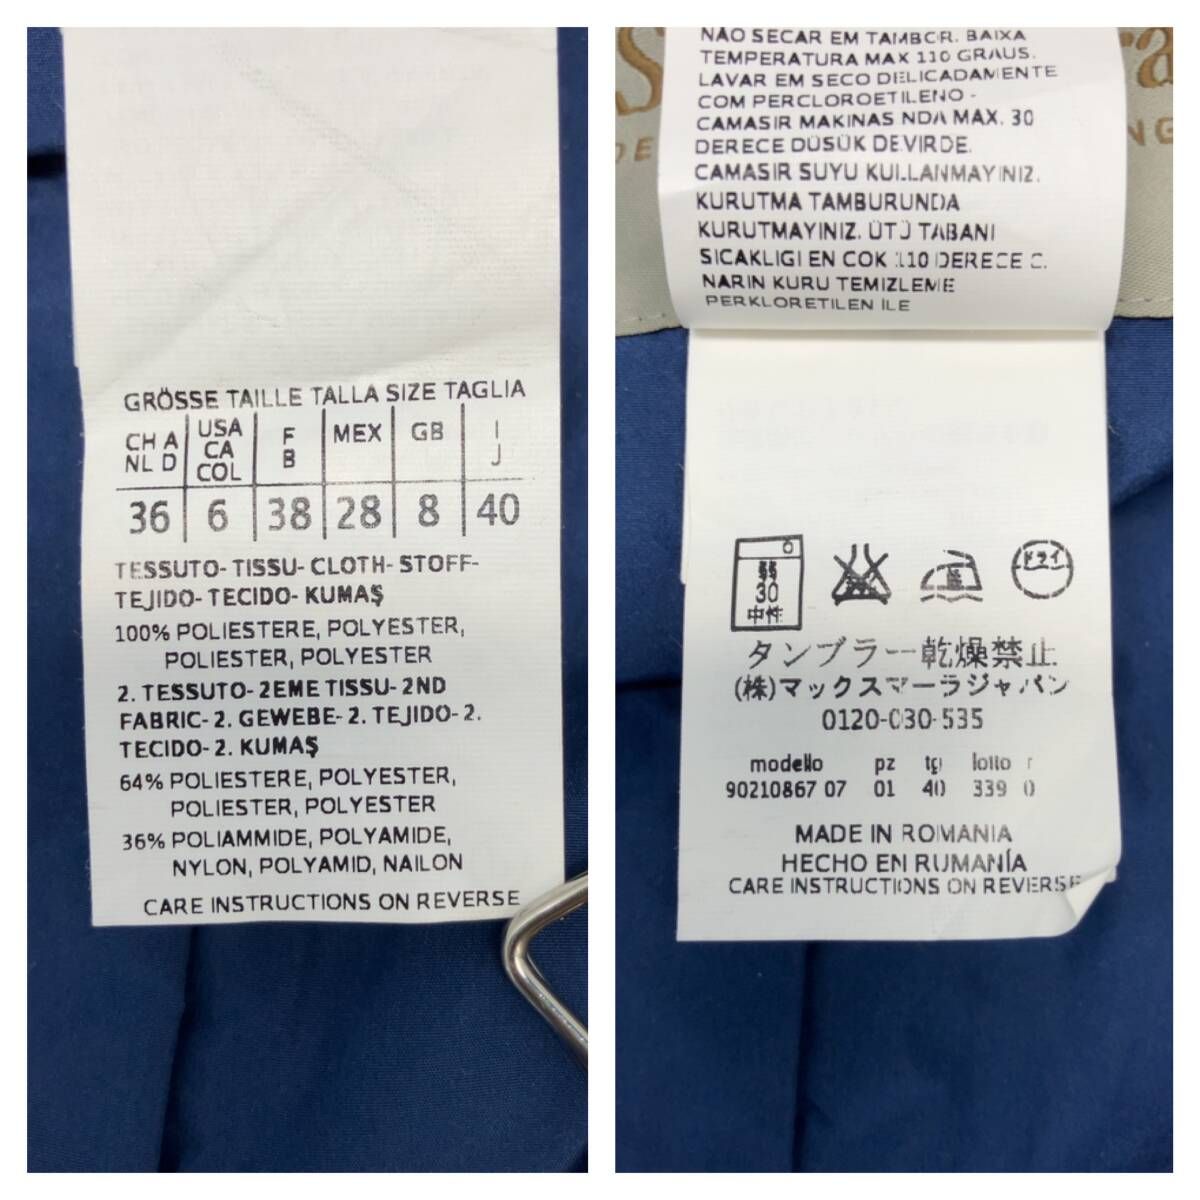 GRÖSSE TAILLE TALLA SIZE TAGLIA
CH A NL D
USA CA COL
F B
MEX
GB
I J
36 6 38 28 8 40
TESSUTO- TISSU- CLOTH- STOFF-
TEJIDO- TECIDO- KUMAŞ
100% POLIESTERE, POLYESTER,
POLIESTER, POLYESTER
2. TESSUTO- 2EME TISSU- 2ND
FABRIC- 2. GEWEBE- 2. TEJIDO- 2.
TECIDO- 2. KUMAŞ
64% POLIESTERE, POLYESTER,
POLIESTER, POLYESTER
36% POLIAMMIDE, POLYAMIDE,
NYLON, POLYAMID, NAILON
CARE INSTRUCTIONS ON REVERSE
NÃO SECAR EM TAMBOR. BAIXA
TEMPERATURA MAX 110 GRAUS.
LAVAR EM SECO DELICADAMENTE
COM PERCLOROETILENO -
CAMASIR MAKINAS NDA MAX. 30
DERECE DÜSÜK DEVIRDE.
CAMASIR SUYU KULLANMAYINIZ.
KURUTMA TAMBURUNDA
KURUTMAYINIZ. ÜTÜ TABANI
SICAKLIGI EN COK 110 DERECE C.
NARIN KURU TEMIZLEME
PERKLORETILEN ILE
30
中性
ドライ
タンブラー乾燥禁止
(株)マックスマーラジャパン
0120-030-535
modello pz tg lotto r
90210867 07 01 40 339 0
MADE IN ROMANIA
HECHO EN RUMANÍA
CARE INSTRUCTIONS ON REVERSE